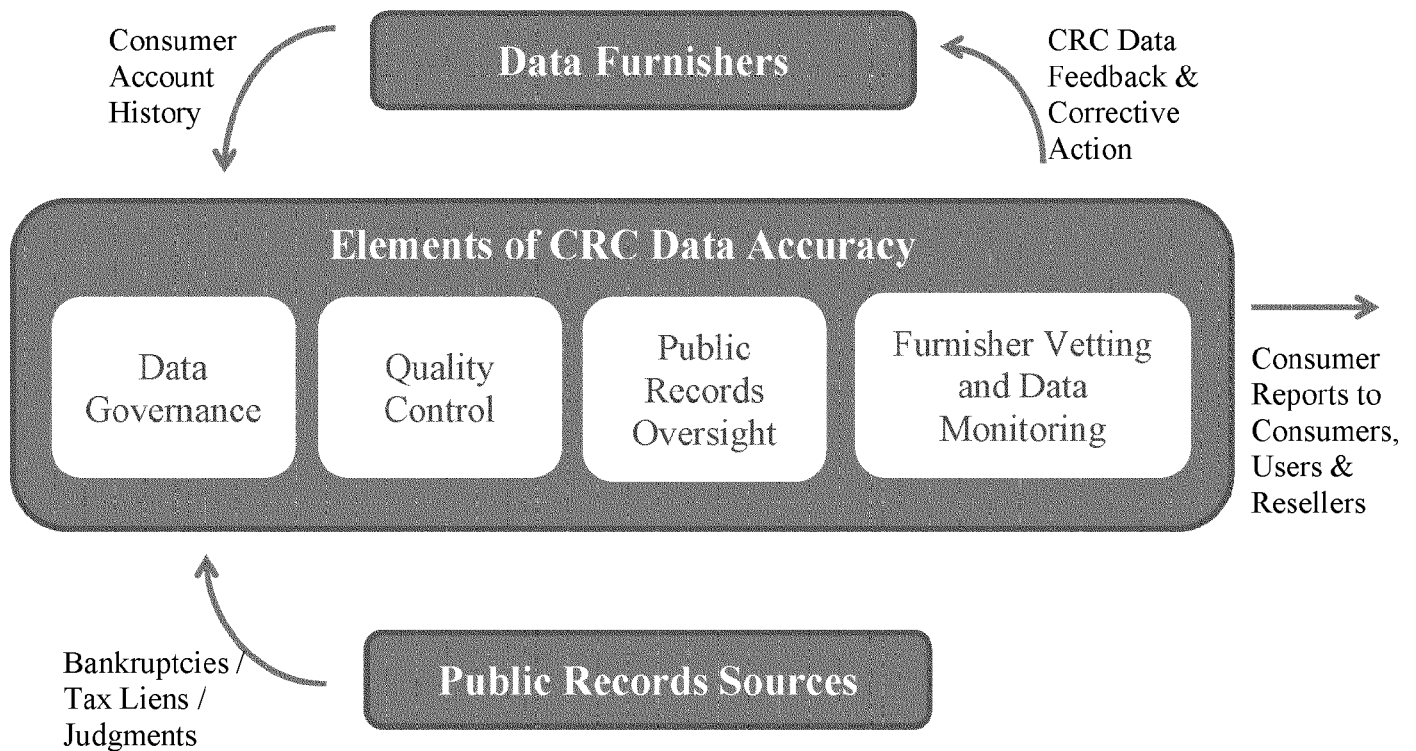 Consumer
Account
History
Data Furnishers
CRC Data
Feedback &
Corrective
Action
Elements of CRC Data Accuracy
Data
Governance
Quality
Control
Public
Records
Oversight
Furnisher Vetting
and Data
Monitoring
Consumer
Reports to
Consumers,
Users &
Resellers
Bankruptcies /
Tax Liens /
Judgments
Public Records Sources